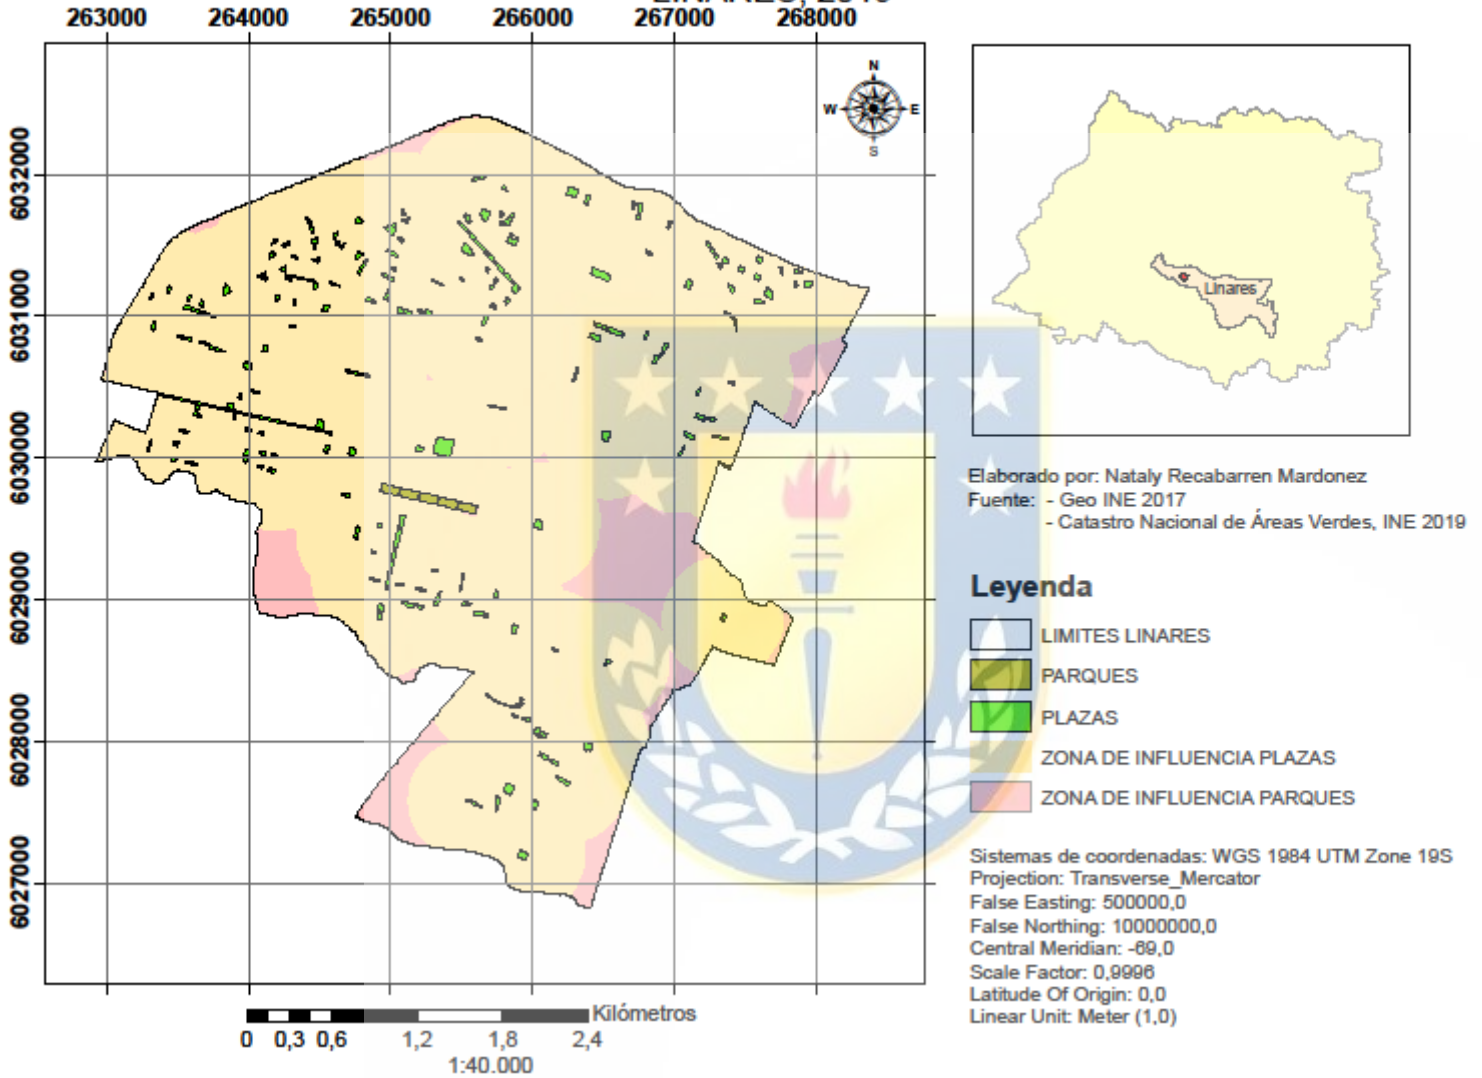 263000 264000 265000 266000 267000 268000
N
W E
S
6032000
6031000
6030000
6029000
6028000
6027000
Linares
Elaborado por: Nataly Recabarren Mardonez
Fuente: - Geo INE 2017
- Catastro Nacional de Áreas Verdes, INE 2019
Leyenda
LIMITES LINARES
PARQUES
PLAZAS
ZONA DE INFLUENCIA PLAZAS
ZONA DE INFLUENCIA PARQUES
Sistemas de coordenadas: WGS 1984 UTM Zone 19S
Projection: Transverse_Mercator
False Easting: 500000,0
False Northing: 10000000,0
Central Meridian: -69,0
Scale Factor: 0,9996
Latitude Of Origin: 0,0
Linear Unit: Meter (1,0)
Kilómetros
0 0,3 0,6 1,2 1,8 2,4
1:40.000